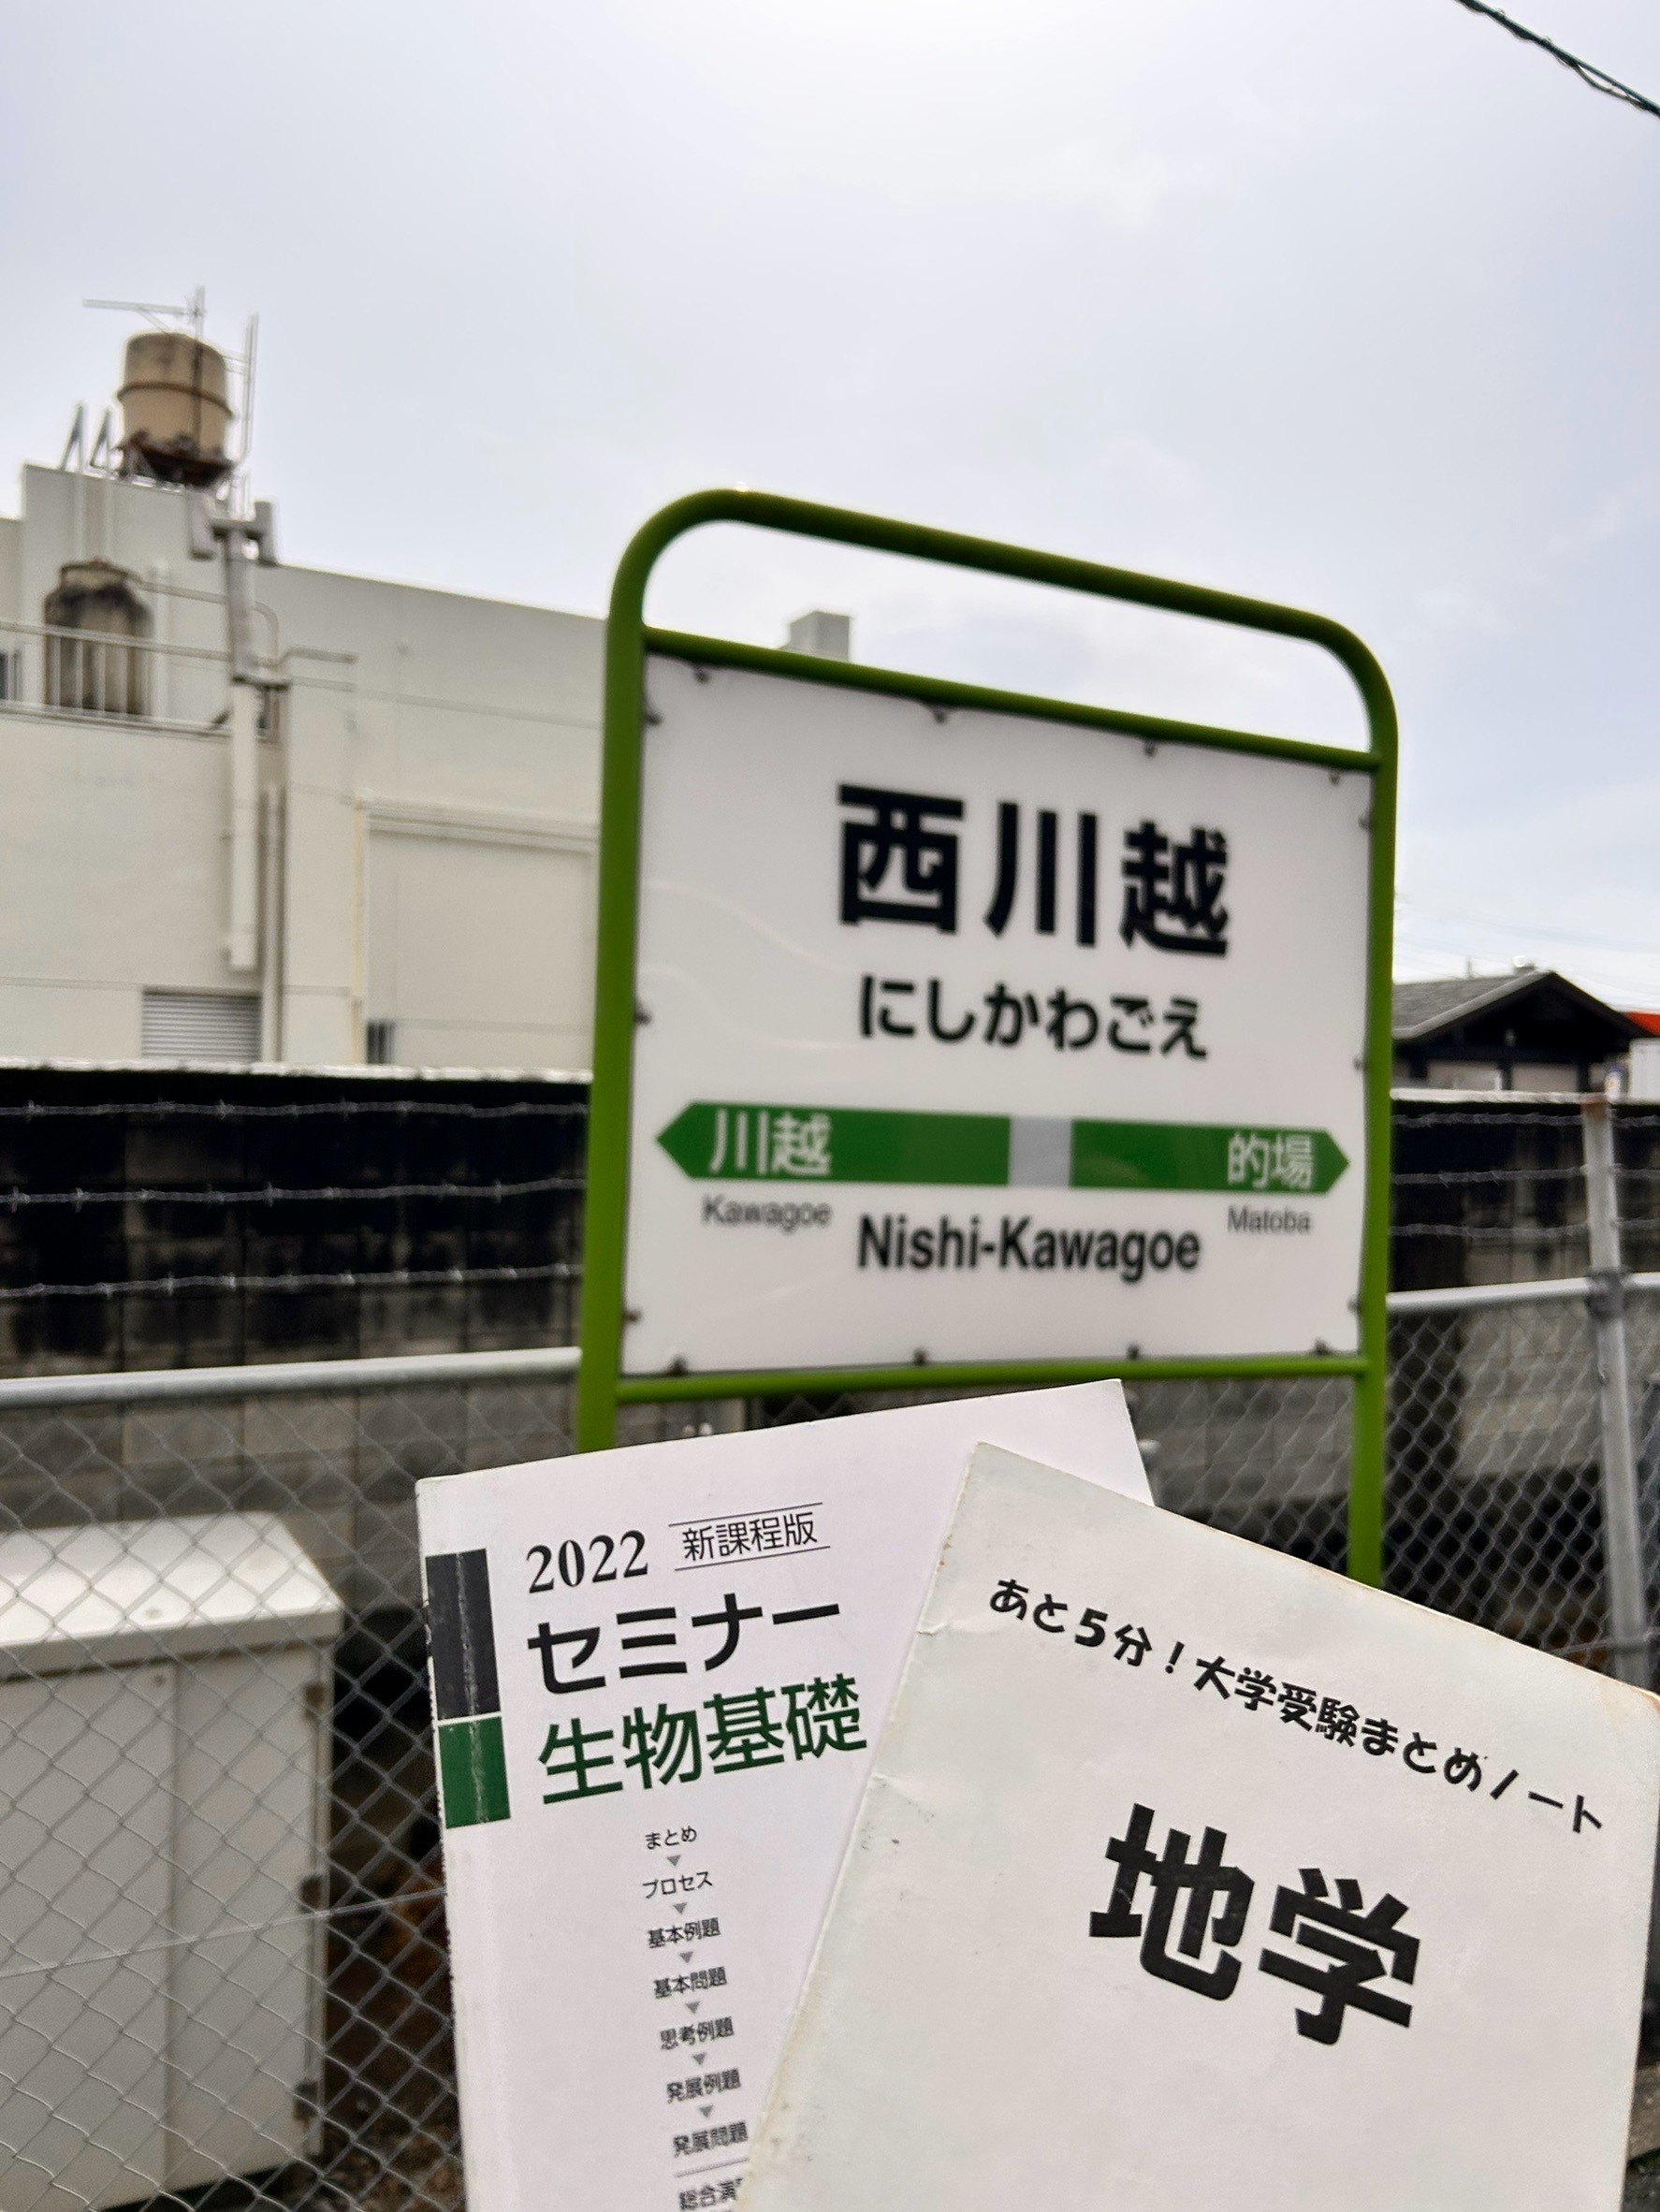 西川越
にしかわごえ
川越
的場
Kawagoe
Nishi-Kawagoe
Matoba
2022 新課程版
セミナー
生物基礎
まとめ
プロセス
基本例題
基本問題
思考例題
発展例題
発展問題
総合演
あと5分!大学受験まとめノート
地学